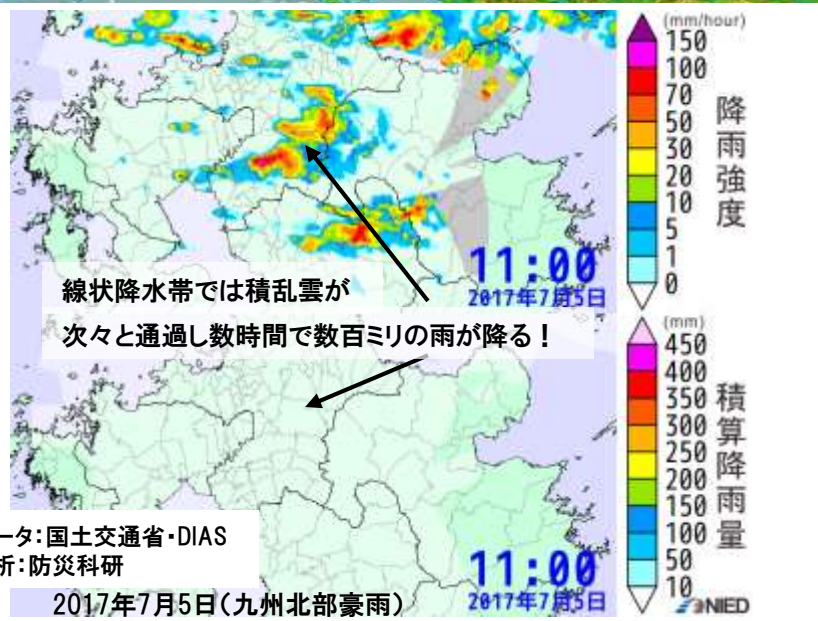 (mm/hour)
150
100
70
50
30
20
10
5
1
0
降雨強度
11:00
2017年7月5日
線状降水帯では積乱雲が
次々と通過し数時間で数百ミリの雨が降る！
(mm)
450
400
350
300
250
200
150
100
50
10
積算降雨量
ータ：国土交通省・DIAS
析：防災科研
11:00
2017年7月5日
2017年7月5日（九州北部豪雨）
NIED